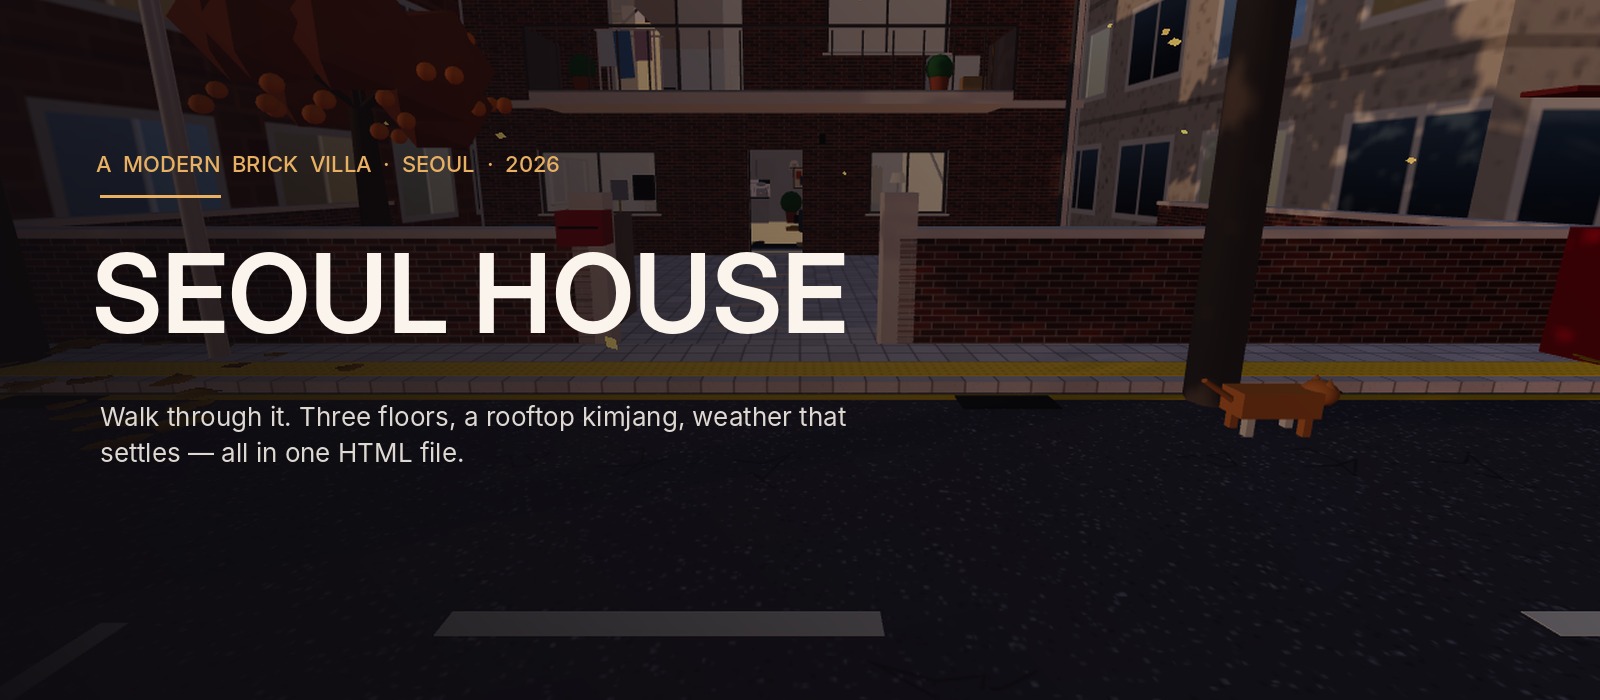 A MODERN BRICK VILLA · SEOUL · 2026
SEOUL HOUSE
Walk through it. Three floors, a rooftop kimjang, weather that
settles — all in one HTML file.